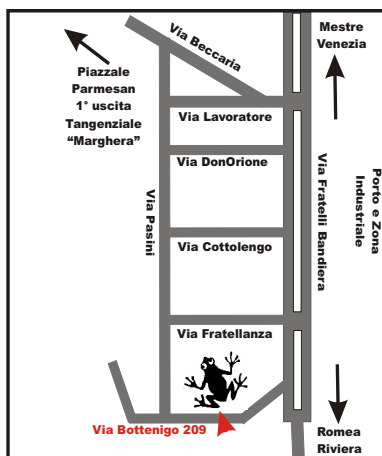 Mestre
Venezia
Via Beccaria
Piazzale
Parmesan
1° uscita
Tangenziale
“Marghera”
Via Lavoratore
Via DonOrione
Via Pasini
Via Fratelli Bandiera
Porto e Zona
Industriale
Via Cottolengo
Via Fratellanza
Via Bottenigo 209
Romea
Riviera